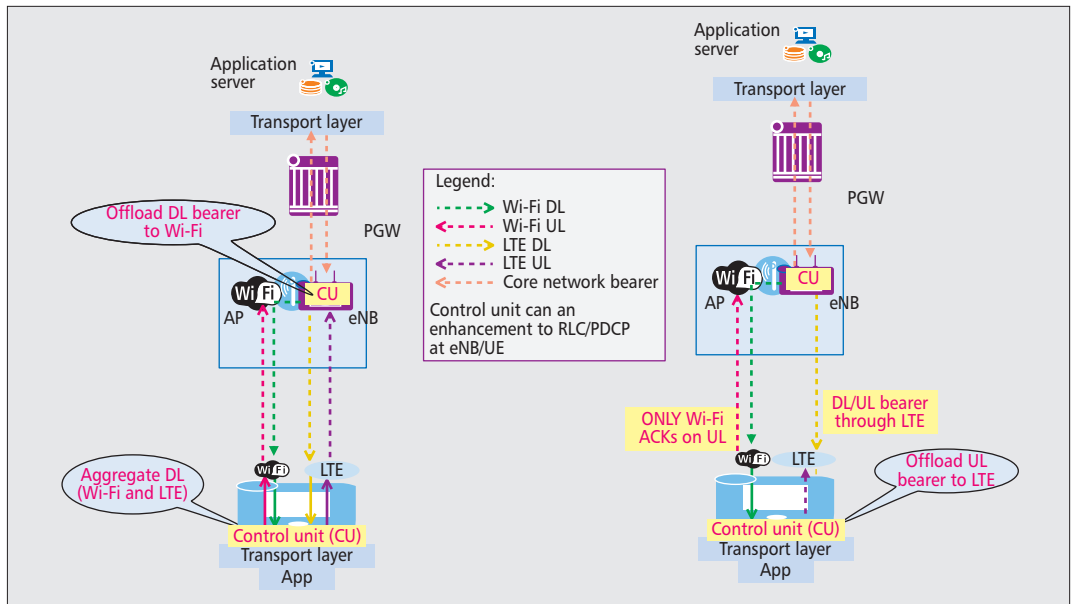 Application
server
Transport layer
Offload DL bearer
to Wi-Fi
PGW
Wi Fi
CU
AP
eNB
Aggregate DL
(Wi-Fi and LTE)
Wi Fi
LTE
Control unit (CU)
Transport layer
App
Legend:
Wi-Fi DL
Wi-Fi UL
LTE DL
LTE UL
Core network bearer
Control unit can an
enhancement to RLC/PDCP
at eNB/UE
Application
server
Transport layer
PGW
Wi Fi
CU
AP
eNB
ONLY Wi-Fi
ACKs on UL
DL/UL bearer
through LTE
Wi Fi
LTE
Offload UL
bearer to LTE
Control unit (CU)
Transport layer
App